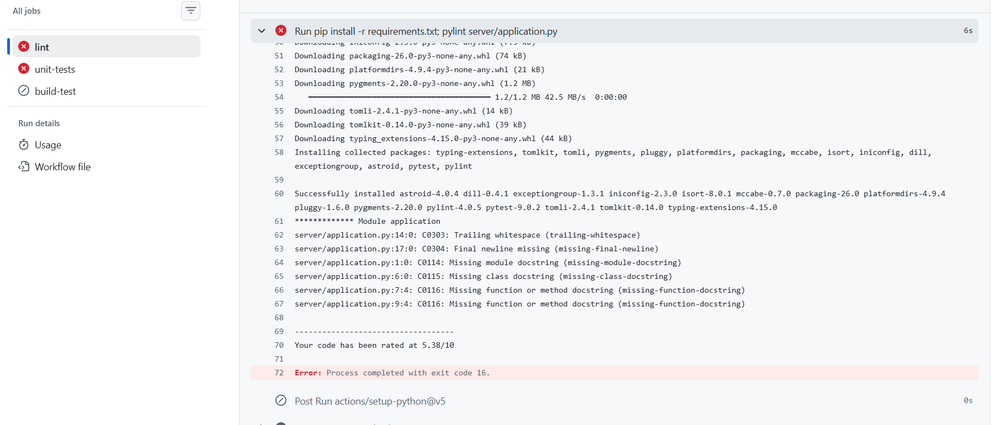 All jobs
lint
unit-tests
build-test
Run details
Usage
Workflow file
Run pip install -r requirements.txt; pylint server/application.py
6s
50 Downloading iniconfig-2.3.0-py3-none-any.whl (7.5 kB)
51 Downloading packaging-26.0-py3-none-any.whl (74 kB)
52 Downloading platformdirs-4.9.4-py3-none-any.whl (21 kB)
53 Downloading pygments-2.20.0-py3-none-any.whl (1.2 MB)
54 ━━━━━━━━━━━━━━━━━━━━━━━━━━━━━━━━━━━━━━━━ 1.2/1.2 MB 42.5 MB/s 0:00:00
55 Downloading tomli-2.4.1-py3-none-any.whl (14 kB)
56 Downloading tomlkit-0.14.0-py3-none-any.whl (39 kB)
57 Downloading typing_extensions-4.15.0-py3-none-any.whl (44 kB)
58 Installing collected packages: typing-extensions, tomlkit, tomli, pygments, pluggy, platformdirs, packaging, mccabe, isort, iniconfig, dill,
exceptiongroup, astroid, pytest, pylint
59
60 Successfully installed astroid-4.0.4 dill-0.4.1 exceptiongroup-1.3.1 iniconfig-2.3.0 isort-8.0.1 mccabe-0.7.0 packaging-26.0 platformdirs-4.9.4
pluggy-1.6.0 pygments-2.20.0 pylint-4.0.5 pytest-9.0.2 tomli-2.4.1 tomlkit-0.14.0 typing-extensions-4.15.0
61 ************* Module application
62 server/application.py:14:0: C0303: Trailing whitespace (trailing-whitespace)
63 server/application.py:17:0: C0304: Final newline missing (missing-final-newline)
64 server/application.py:1:0: C0114: Missing module docstring (missing-module-docstring)
65 server/application.py:6:0: C0115: Missing class docstring (missing-class-docstring)
66 server/application.py:7:4: C0116: Missing function or method docstring (missing-function-docstring)
67 server/application.py:9:4: C0116: Missing function or method docstring (missing-function-docstring)
68
69 -----------------------------------
70 Your code has been rated at 5.38/10
71
72 Error: Process completed with exit code 16.
Post Run actions/setup-python@v5
0s